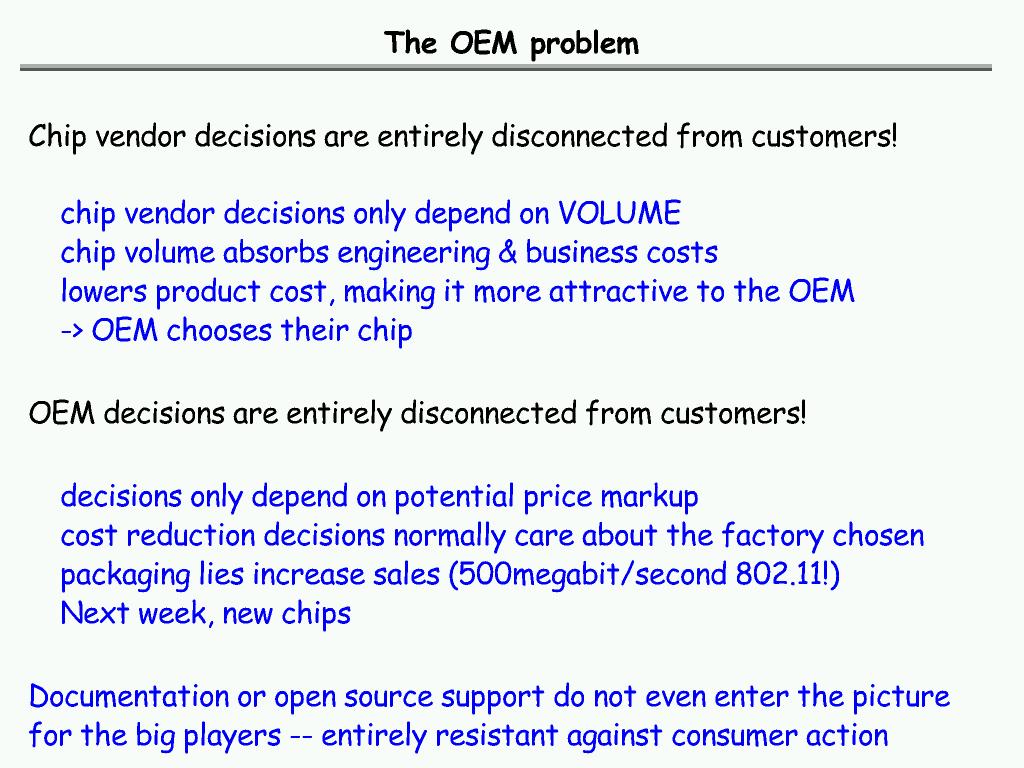 The OEM problem
Chip vendor decisions are entirely disconnected from customers!
chip vendor decisions only depend on VOLUME
chip volume absorbs engineering & business costs
lowers product cost, making it more attractive to the OEM
-> OEM chooses their chip
OEM decisions are entirely disconnected from customers!
decisions only depend on potential price markup
cost reduction decisions normally care about the factory chosen
packaging lies increase sales (500megabit/second 802.11!)
Next week, new chips
Documentation or open source support do not even enter the picture
for the big players -- entirely resistant against consumer action